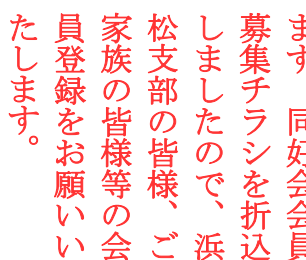 ます。同好会会員
募集チラシを折込
しましたので、浜
松支部の皆様、ご
家族の皆様等の会
員登録をお願いい
たします。